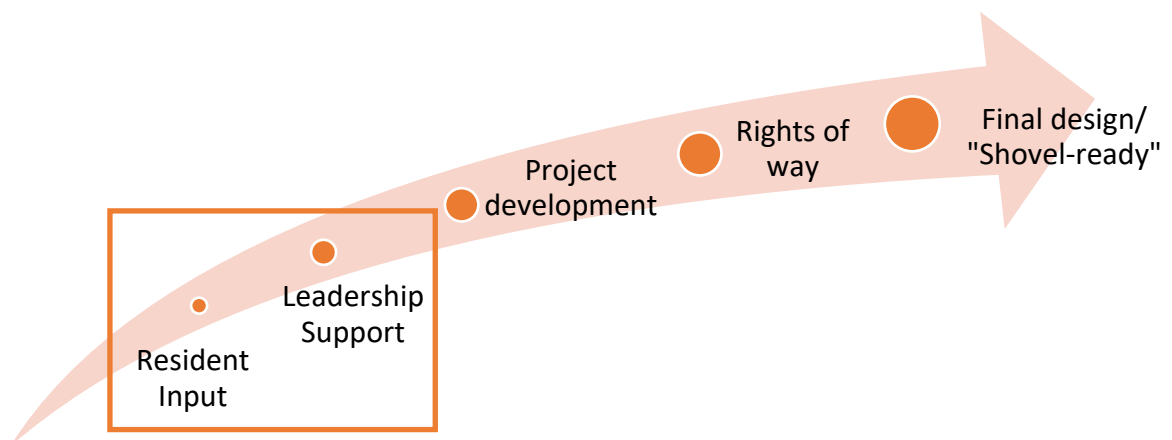 Resident
Input
Leadership
Support
Project
development
Rights of
way
Final design/
"Shovel-ready"